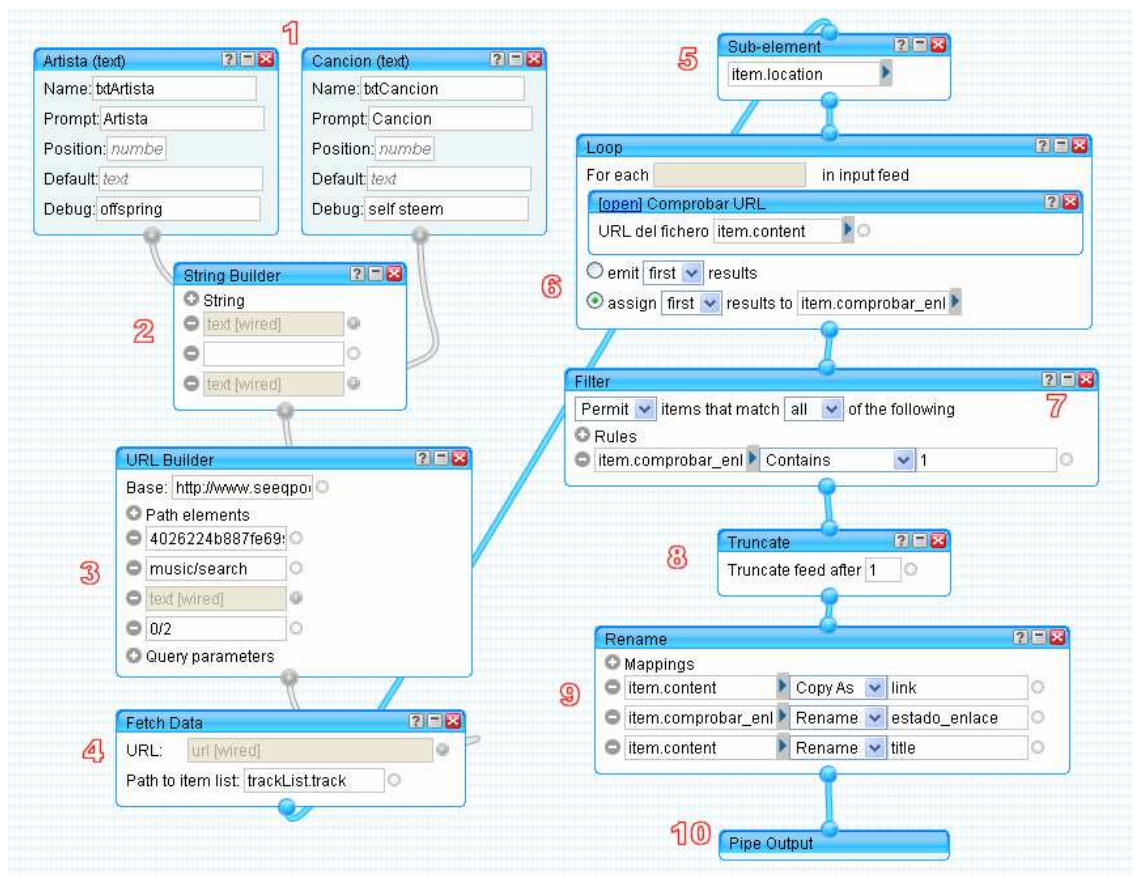 1
Artista (text)
Name: txtArtista
Prompt: Artista
Position: numbe
Default: text
Debug: offspring
Cancion (text)
Name: txtCancion
Prompt: Cancion
Position: numbe
Default: text
Debug: self steem
2
String Builder
String
text [wired]
text [wired]
3
URL Builder
Base: http://www.seeqpoi
Path elements
4026224b887fe69
music/search
text [wired]
0/2
Query parameters
4
Fetch Data
URL: url [wired]
Path to item list: trackList.track
5
Sub-element
item.location
6
Loop
For each in input feed
[open] Comprobar URL
URL del fichero item.content
emit first results
assign first results to item.comprobar_enl
7
Filter
Permit items that match all of the following
Rules
item.comprobar_enl Contains 1
8
Truncate
Truncate feed after 1
9
Rename
Mappings
item.content Copy As link
item.comprobar_enl Rename estado_enlace
item.content Rename title
10
Pipe Output